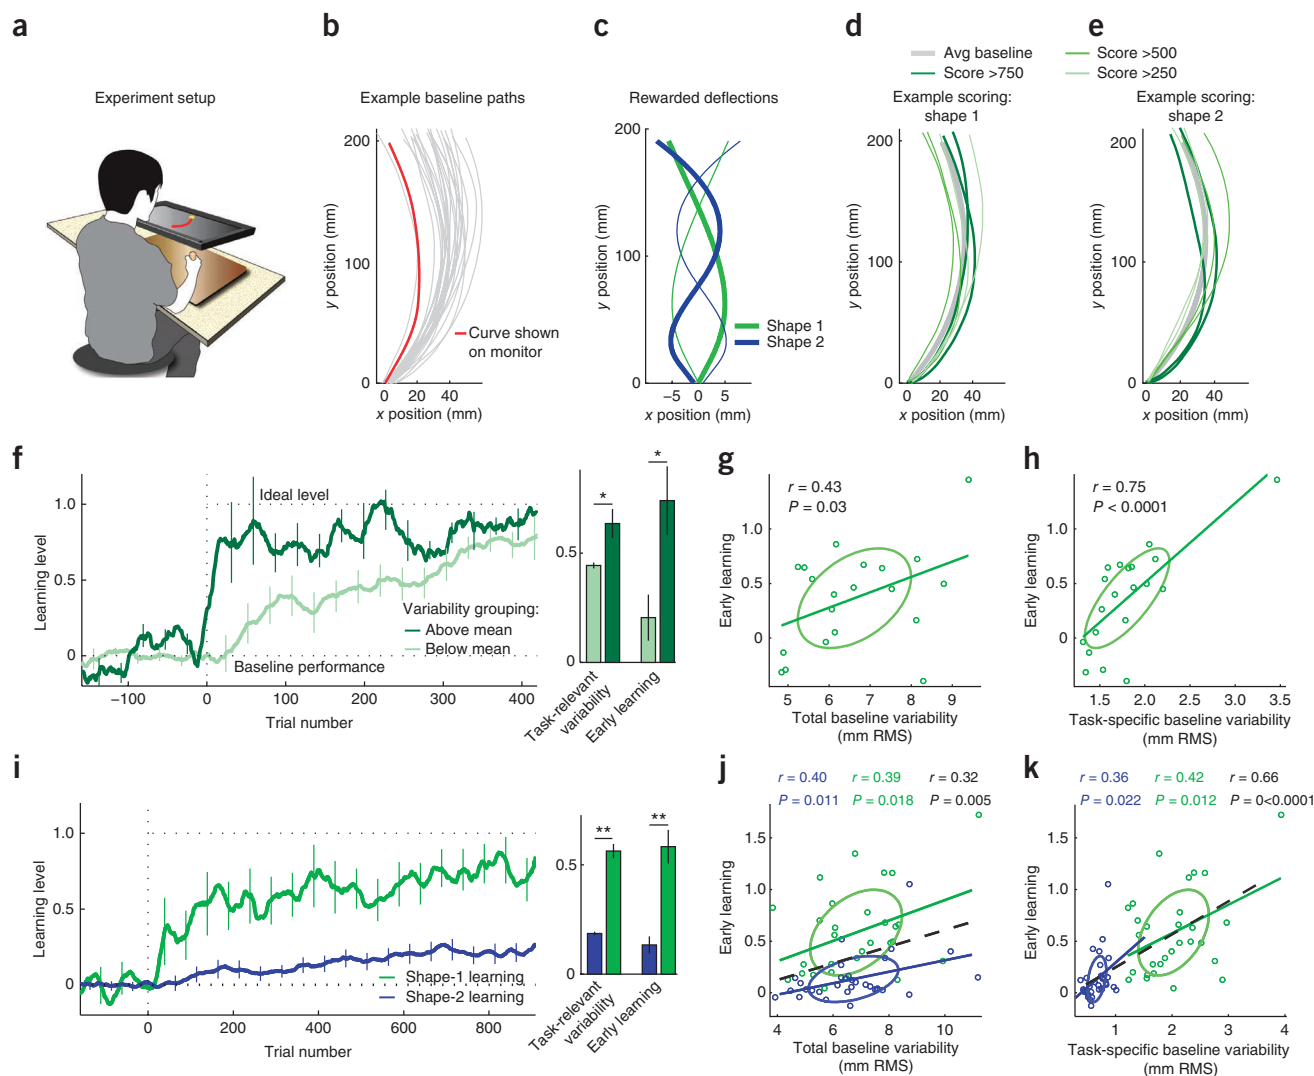 a
b
c
d
e
Avg baseline
Score >500
Score >750
Score >250
Experiment setup
Example baseline paths
Rewarded deflections
Example scoring:
shape 1
Example scoring:
shape 2
200
100
0
y position (mm)
0 20 40
x position (mm)
Curve shown
on monitor
200
100
0
y position (mm)
−5 0 5
x position (mm)
Shape 1
Shape 2
200
100
0
y position (mm)
0 20 40
x position (mm)
200
100
0
y position (mm)
0 20 40
x position (mm)
f
1.0
0.5
0
Learning level
Ideal level
Variability grouping:
Above mean
Below mean
Baseline performance
−100 0 100 200 300 400
Trial number
* *
0.5
0
Task-relevant
variability
Early learning
g
r = 0.43
P = 0.03
1.0
0.5
0
Early learning
5 6 7 8 9
Total baseline variability
(mm RMS)
h
r = 0.75
P < 0.0001
1.0
0.5
0
Early learning
1.5 2.0 2.5 3.0 3.5
Task-specific baseline variability
(mm RMS)
i
1.0
0.5
0
Learning level
Shape-1 learning
Shape-2 learning
0 200 400 600 800
Trial number
** **
0.5
0
Task-relevant
variability
Early learning
j
r = 0.40 r = 0.39 r = 0.32
P = 0.011 P = 0.018 P = 0.005
1.5
1.0
0.5
0
Early learning
4 6 8 10
Total baseline variability
(mm RMS)
k
r = 0.36 r = 0.42 r = 0.66
P = 0.022 P = 0.012 P = 0<0.0001
1.5
1.0
0.5
0
Early learning
1 2 3 4
Task-specific baseline variability
(mm RMS)